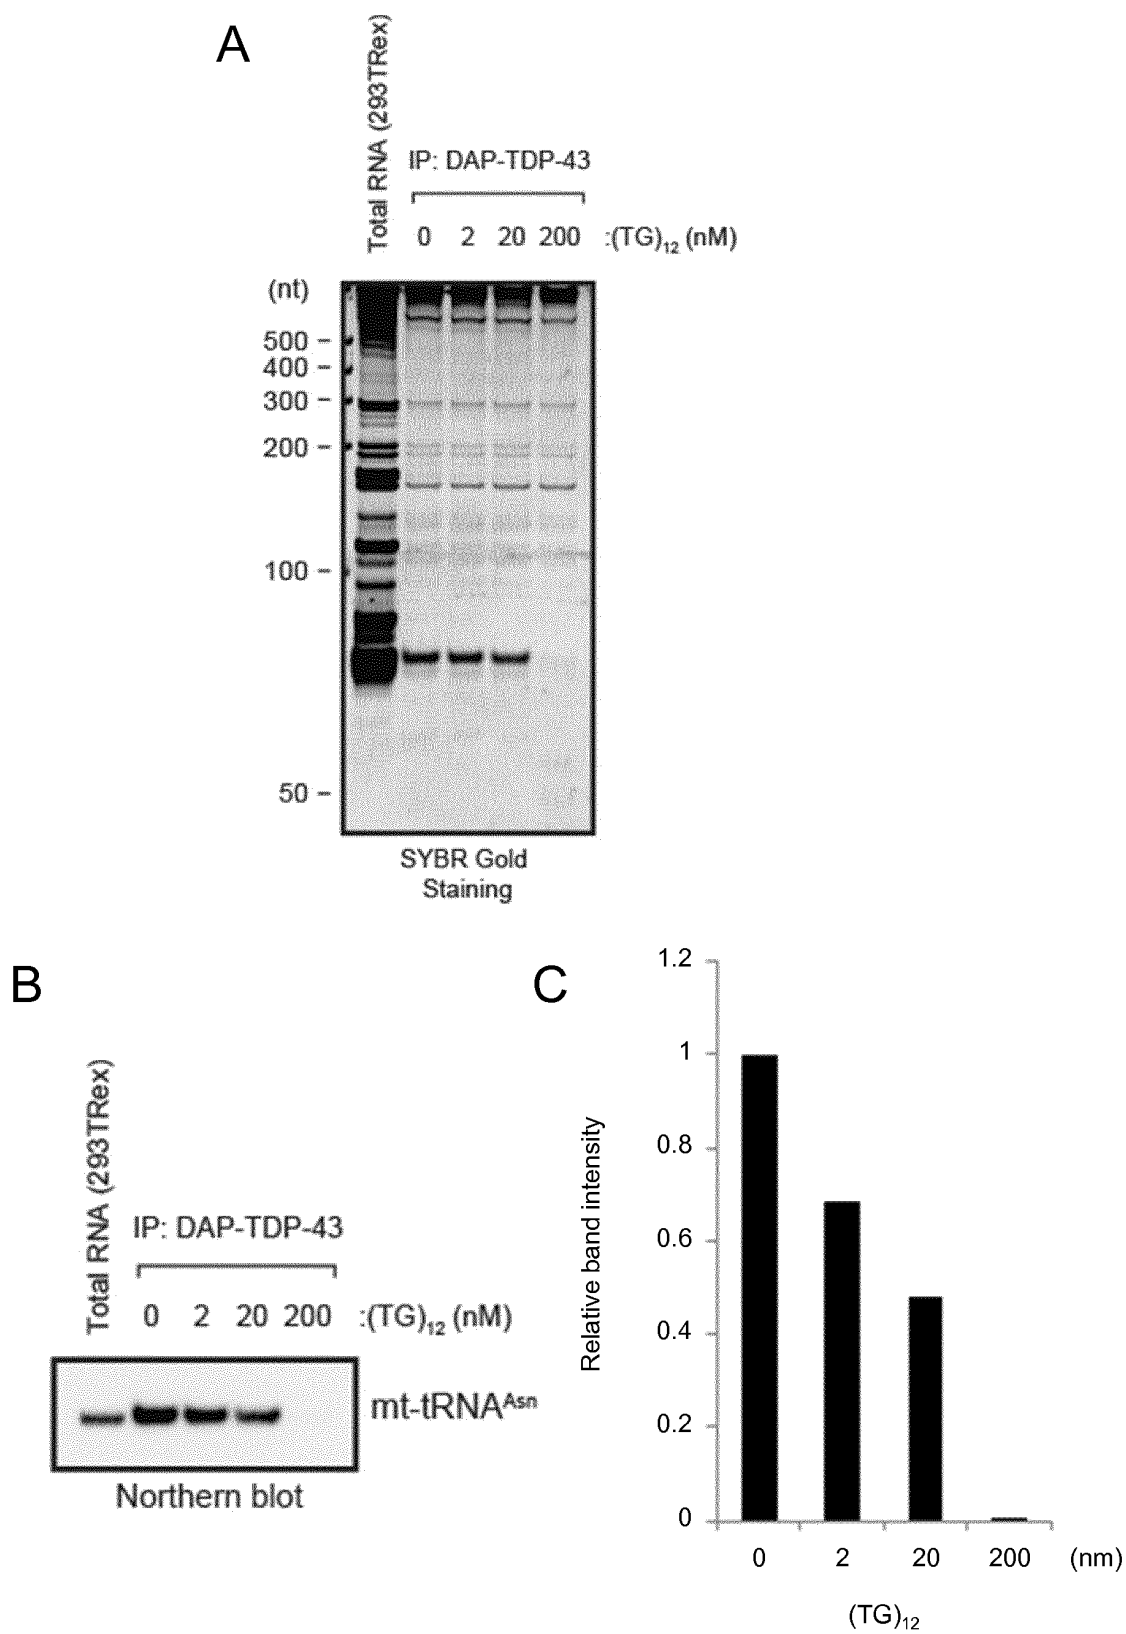 A
Total RNA (293TRex)
IP: DAP-TDP-43
0 2 20 200 :(TG)12 (nM)
(nt)
500
400
300
200
100
50
SYBR Gold
Staining
B
Total RNA (293TRex)
IP: DAP-TDP-43
0 2 20 200 :(TG)12 (nM)
mt-tRNAAsn
Northern blot
C
Relative band intensity
1.2
1
0.8
0.6
0.4
0.2
0
0 2 20 200 (nm)
(TG)12